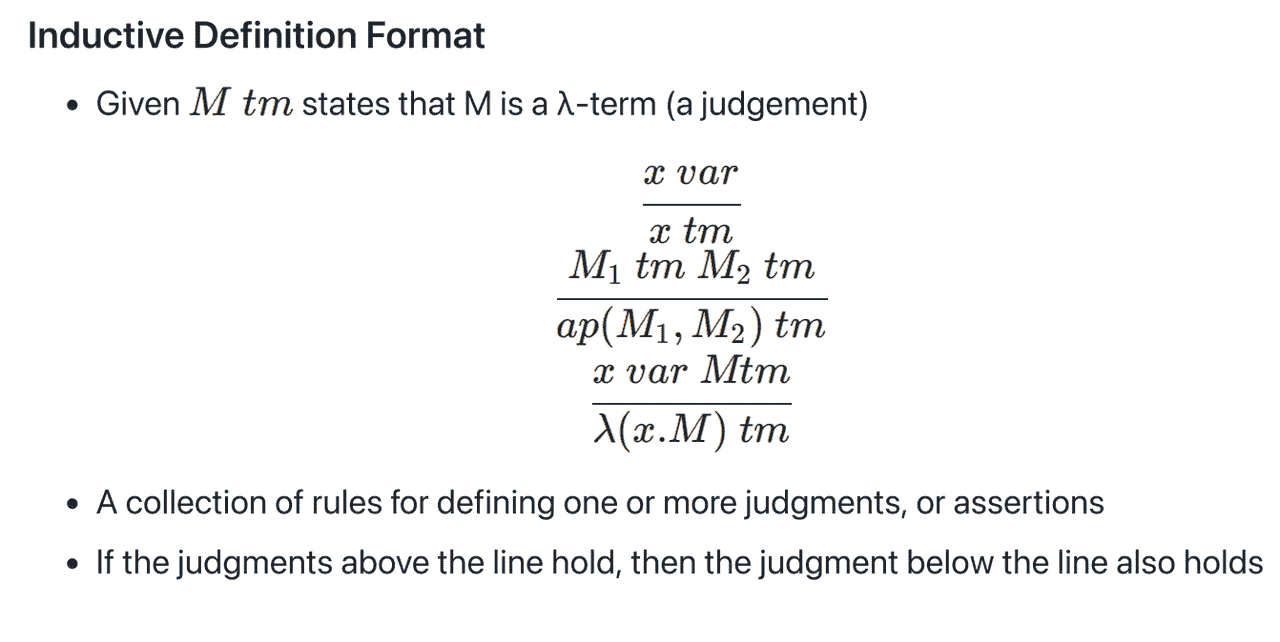 Inductive Definition Format
• Given M tm states that M is a λ-term (a judgement)
x var
x tm
M₁ tm M₂ tm
ap(M₁, M₂) tm
x var Mtm
λ(x.M) tm
• A collection of rules for defining one or more judgments, or assertions
• If the judgments above the line hold, then the judgment below the line also holds